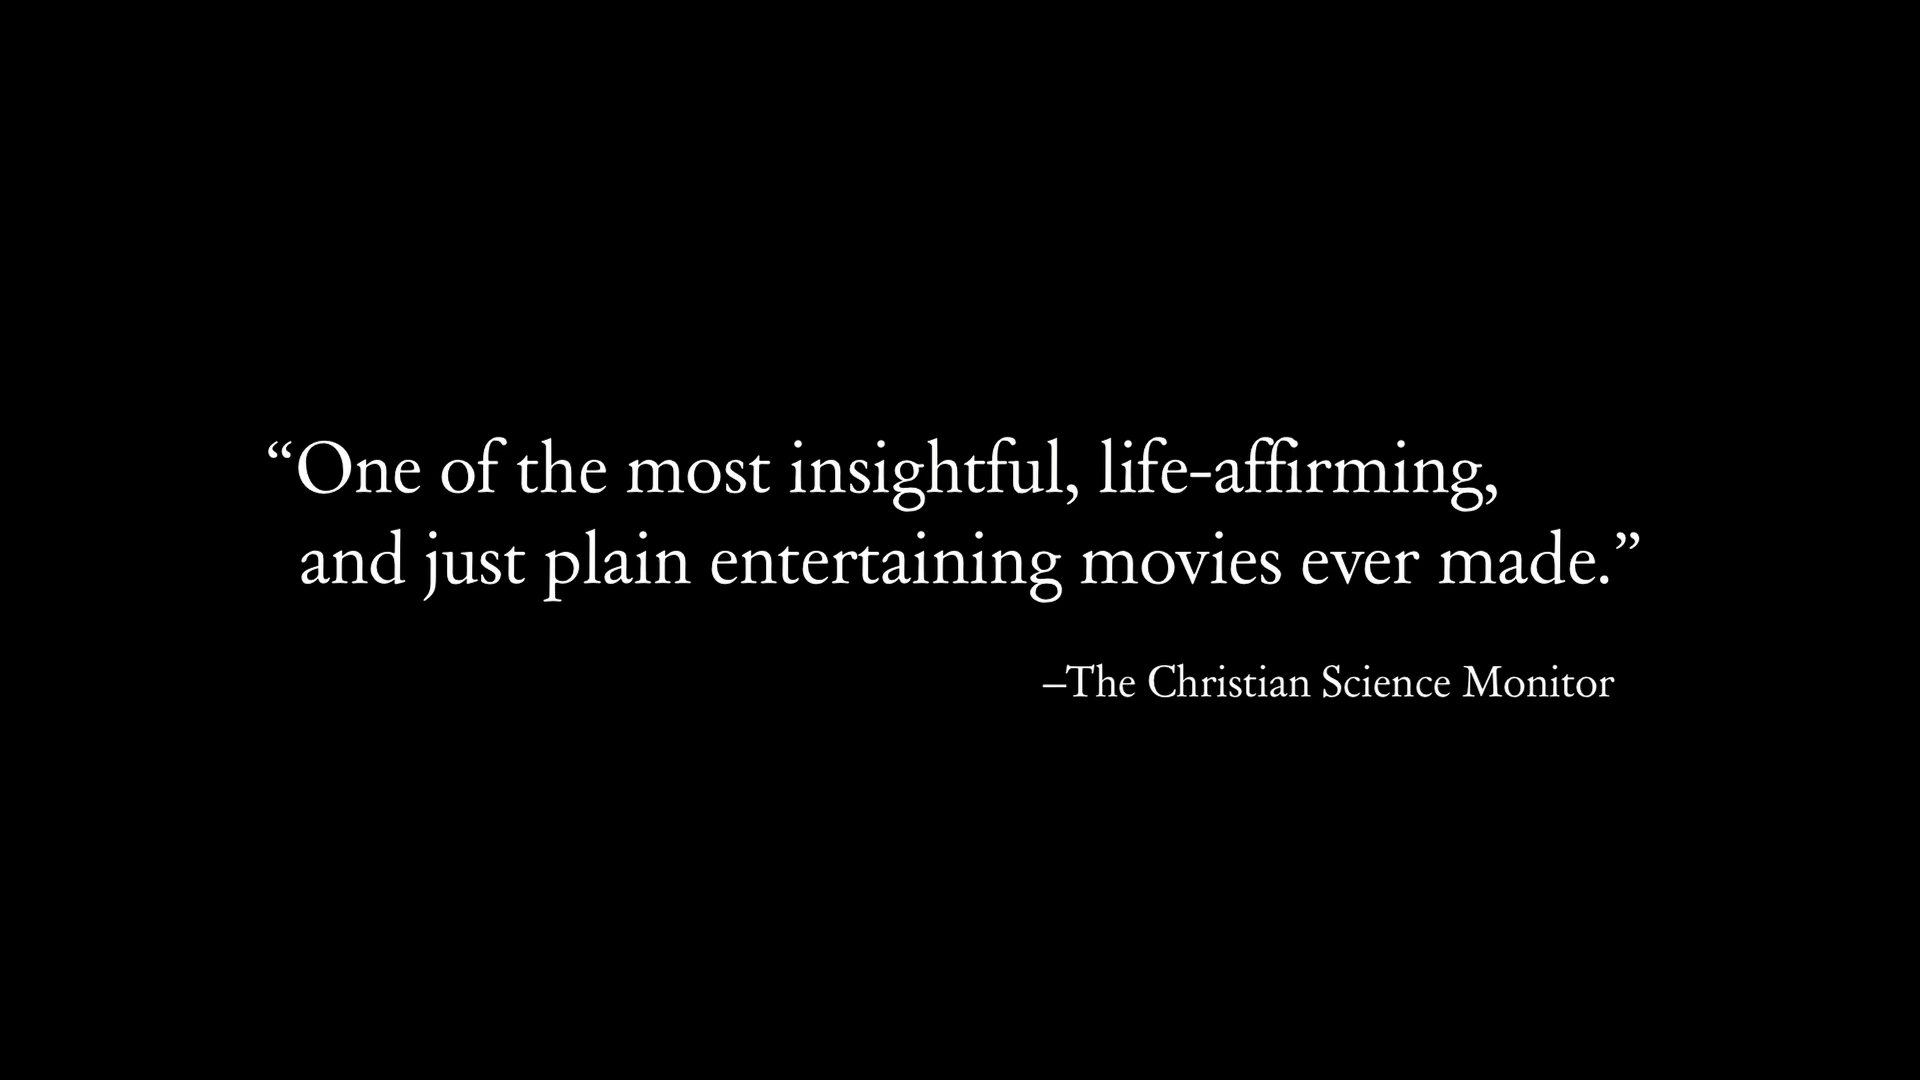 “One of the most insightful, life-affirming,
and just plain entertaining movies ever made.”
–The Christian Science Monitor